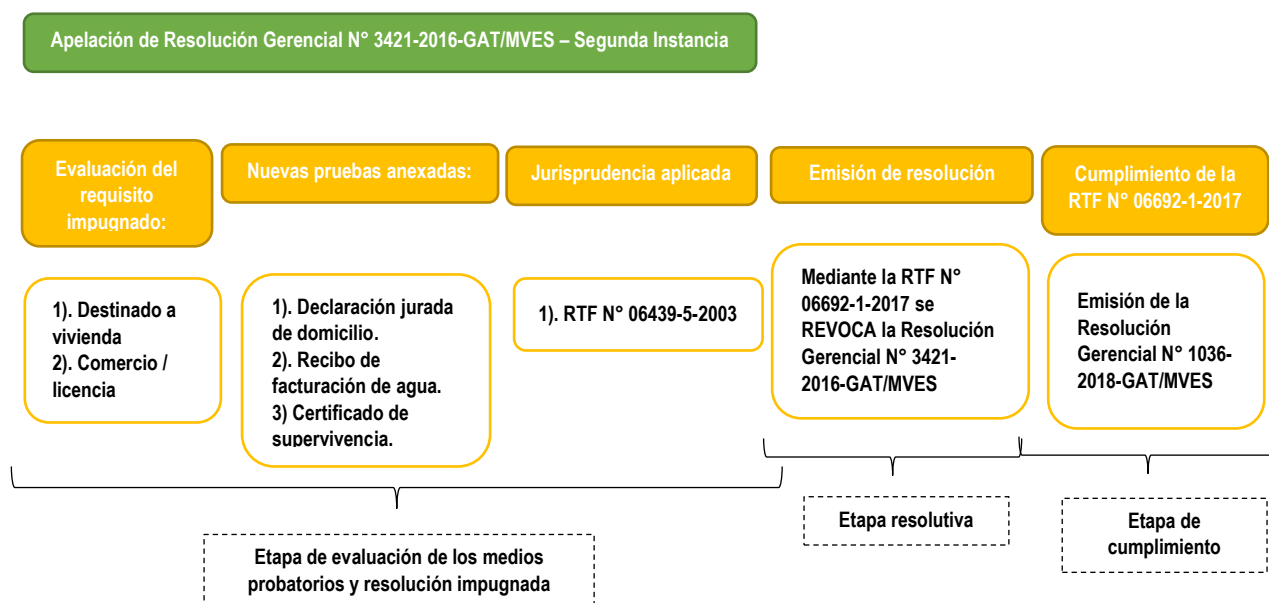 Apelación de Resolución Gerencial N° 3421-2016-GAT/MVES – Segunda Instancia
Evaluación del
requisito
impugnado:
Nuevas pruebas anexadas:
Jurisprudencia aplicada
Emisión de resolución
Cumplimiento de la
RTF N° 06692-1-2017
1). Destinado a
vivienda
2). Comercio /
licencia
1). Declaración jurada
de domicilio.
2). Recibo de
facturación de agua.
3) Certificado de
supervivencia.
1). RTF N° 06439-5-2003
Mediante la RTF N°
06692-1-2017 se
REVOCA la Resolución
Gerencial N° 3421-
2016-GAT/MVES
Emisión de la
Resolución
Gerencial N° 1036-
2018-GAT/MVES
Etapa de evaluación de los medios
probatorios y resolución impugnada
Etapa resolutiva
Etapa de
cumplimiento